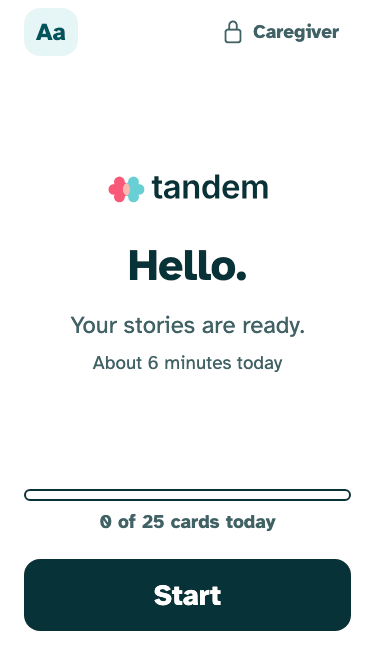 Aa
Caregiver
tandem
Hello.
Your stories are ready.
About 6 minutes today
0 of 25 cards today
Start